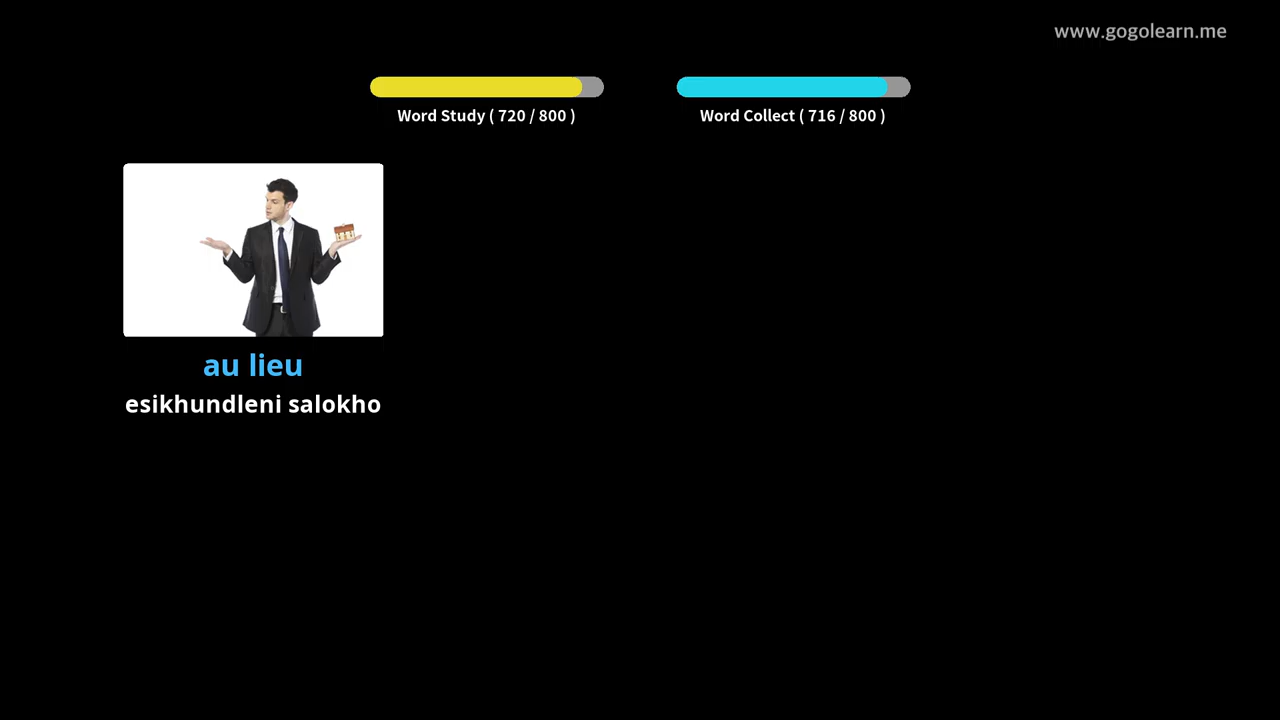 www.gogolearn.me
Word Study ( 720 / 800 )
Word Collect ( 716 / 800 )
au lieu
esikhundleni salokho